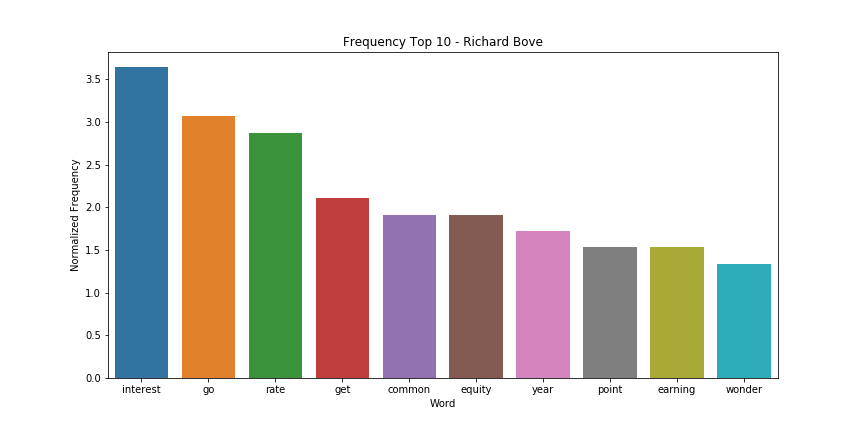 Frequency Top 10 - Richard Bove
Normalized Frequency
3.5
3.0
2.5
2.0
1.5
1.0
0.5
0.0
interest go rate get common equity year point earning wonder
Word